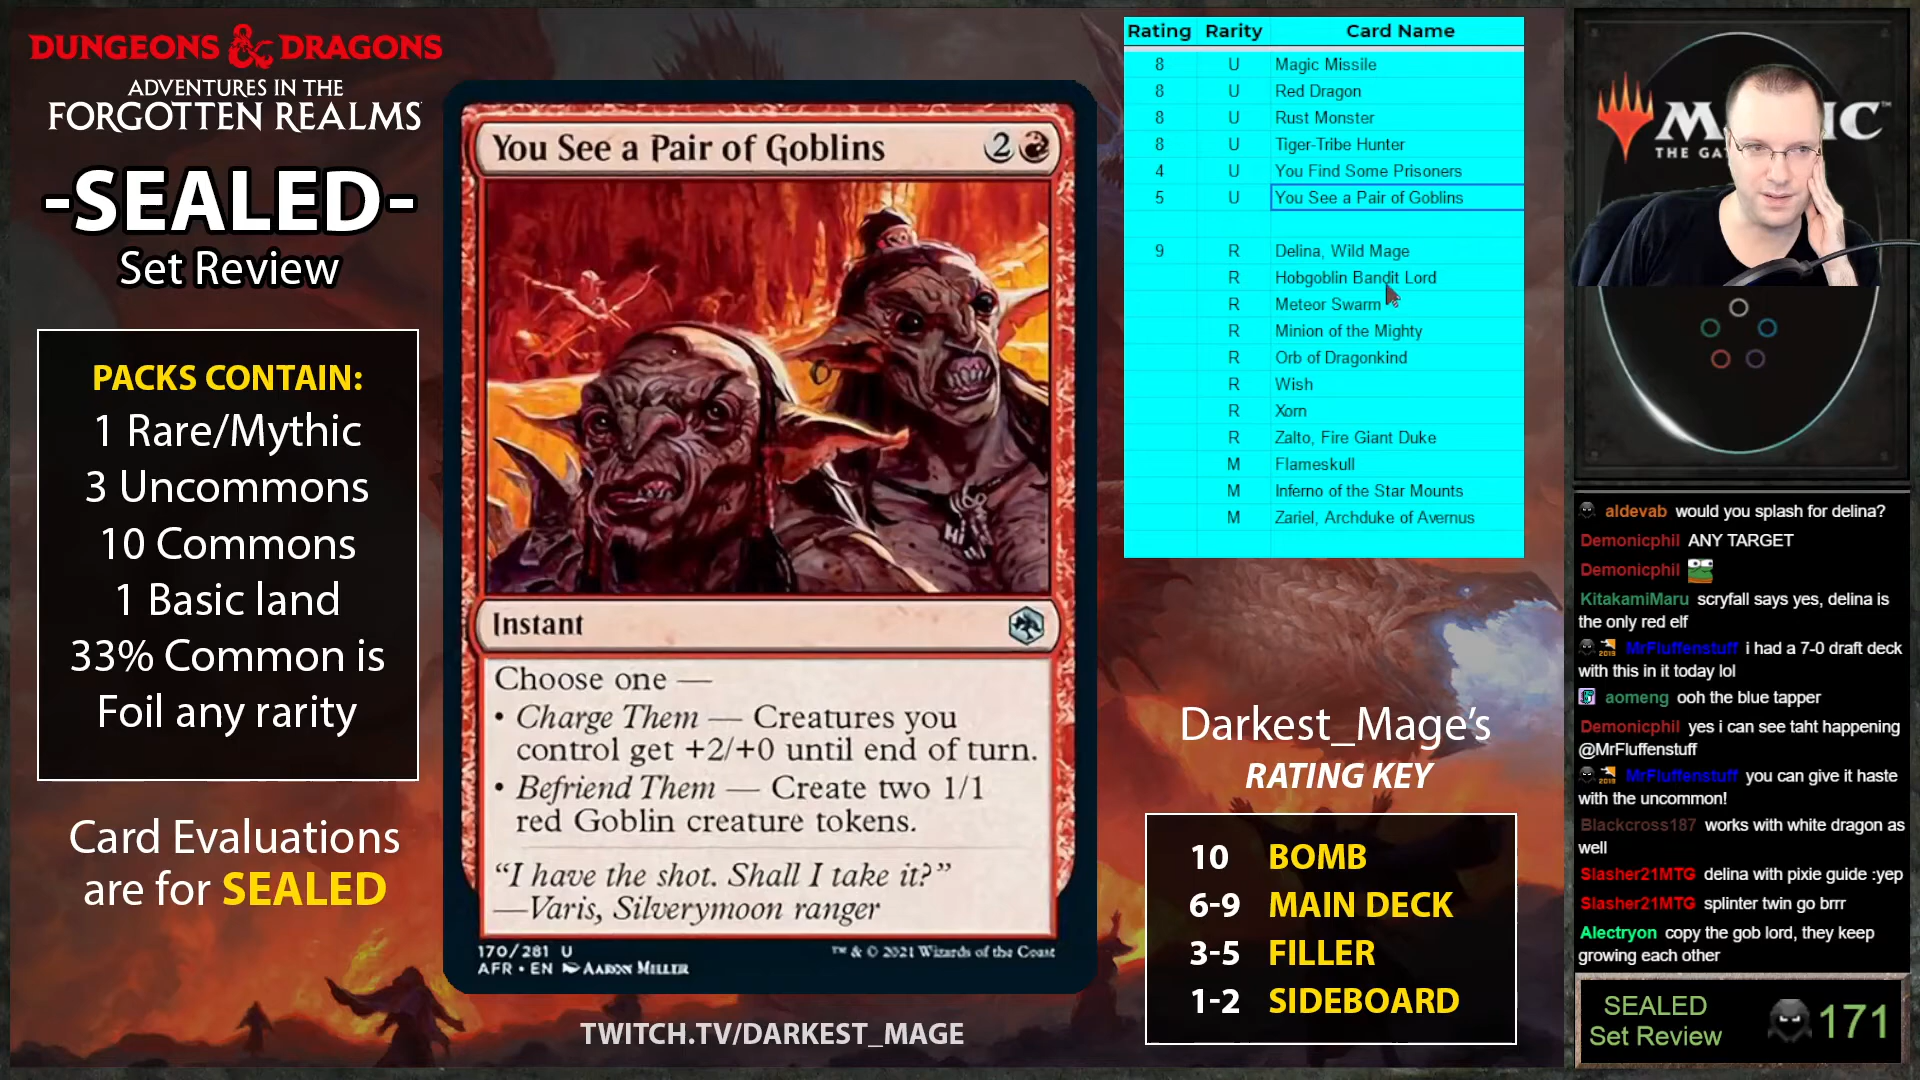 DUNGEONS & DRAGONS
ADVENTURES IN THE
FORGOTTEN REALMS
-SEALED-
Set Review
PACKS CONTAIN:
1 Rare/Mythic
3 Uncommons
10 Commons
1 Basic land
33% Common is
Foil any rarity
Card Evaluations
are for SEALED
You See a Pair of Goblins 2
Instant
Choose one —
• Charge Them — Creatures you
control get +2/+0 until end of turn.
• Befriend Them — Create two 1/1
red Goblin creature tokens.
“I have the shot. Shall I take it?”
—Varis, Silverymoon ranger
170/281 U
AFR • EN AARON MILLER
™ & © 2021 Wizards of the Coast
TWITCH.TV/DARKEST_MAGE
Rating Rarity Card Name
8 U Magic Missile
8 U Red Dragon
8 U Rust Monster
8 U Tiger-Tribe Hunter
4 U You Find Some Prisoners
5 U You See a Pair of Goblins
9 R Delina, Wild Mage
R Hobgoblin Bandit Lord
R Meteor Swarm
R Minion of the Mighty
R Orb of Dragonkind
R Wish
R Xorn
R Zalto, Fire Giant Duke
M Flameskull
M Inferno of the Star Mounts
M Zariel, Archduke of Avernus
Darkest_Mage’s
RATING KEY
10 BOMB
6-9 MAIN DECK
3-5 FILLER
1-2 SIDEBOARD
aldevab would you splash for delina?
Demonicphil ANY TARGET
Demonicphil
KitakamiMaru scryfall says yes, delina is
the only red elf
2019 MrFluffenstuff i had a 7-0 draft deck
with this in it today lol
aomeng ooh the blue tapper
Demonicphil yes i can see taht happening
@MrFluffenstuff
2019 MrFluffenstuff you can give it haste
with the uncommon!
Blackcross187 works with white dragon as
well
Slasher21MTG delina with pixie guide :yep
Slasher21MTG splinter twin go brrr
Alectryon copy the gob lord, they keep
growing each other
SEALED
Set Review
171